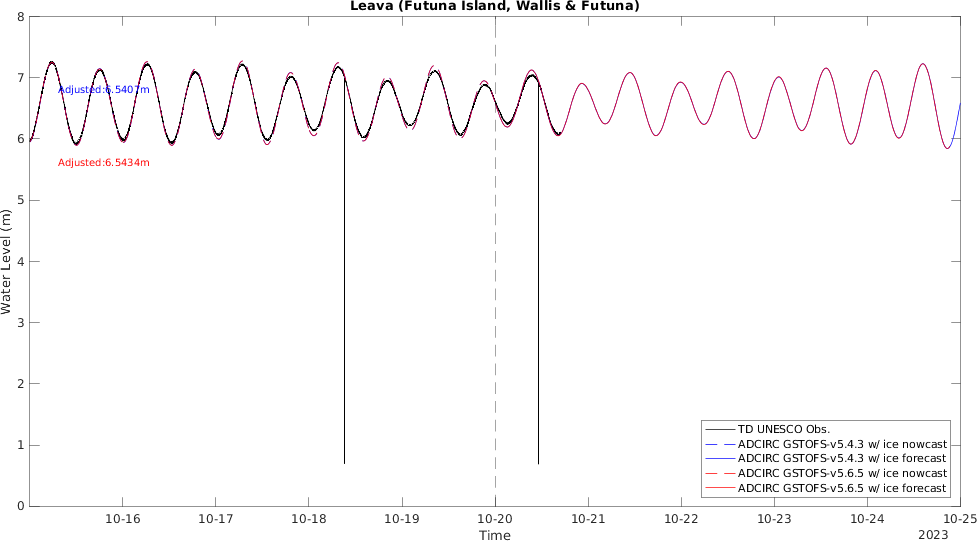 Leava (Futuna Island, Wallis & Futuna)
8
7
6
5
4
3
2
1
0
Water Level (m)
Adjusted:6.5407m
Adjusted:6.5434m
TD UNESCO Obs.
ADCIRC GSTOFS-v5.4.3 w/ ice nowcast
ADCIRC GSTOFS-v5.4.3 w/ ice forecast
ADCIRC GSTOFS-v5.6.5 w/ ice nowcast
ADCIRC GSTOFS-v5.6.5 w/ ice forecast
10-16 10-17 10-18 10-19 10-20 10-21 10-22 10-23 10-24 10-25
Time
2023